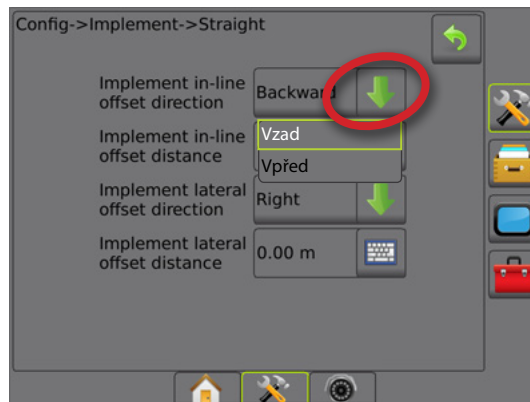 Config->Implement->Straight
Implement in-line
offset direction
Backward
Vzad
Vpřed
Implement in-line
offset distance
Implement lateral
offset direction
Right
Implement lateral
offset distance
0.00 m